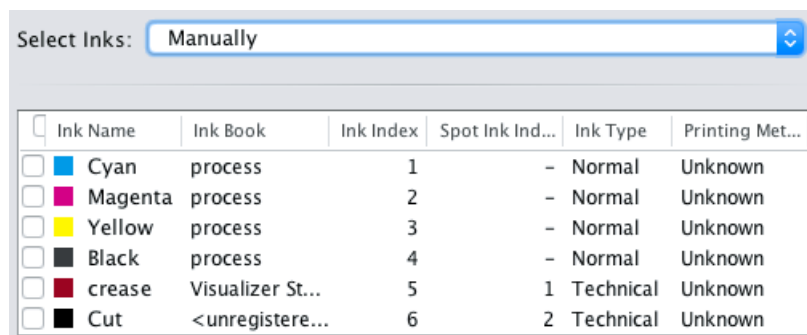 Select Inks: Manually
Ink Name Ink Book Ink Index Spot Ink Ind... Ink Type Printing Met...
Cyan process 1 - Normal Unknown
Magenta process 2 - Normal Unknown
Yellow process 3 - Normal Unknown
Black process 4 - Normal Unknown
crease Visualizer St... 5 1 Technical Unknown
Cut <unregistere... 6 2 Technical Unknown